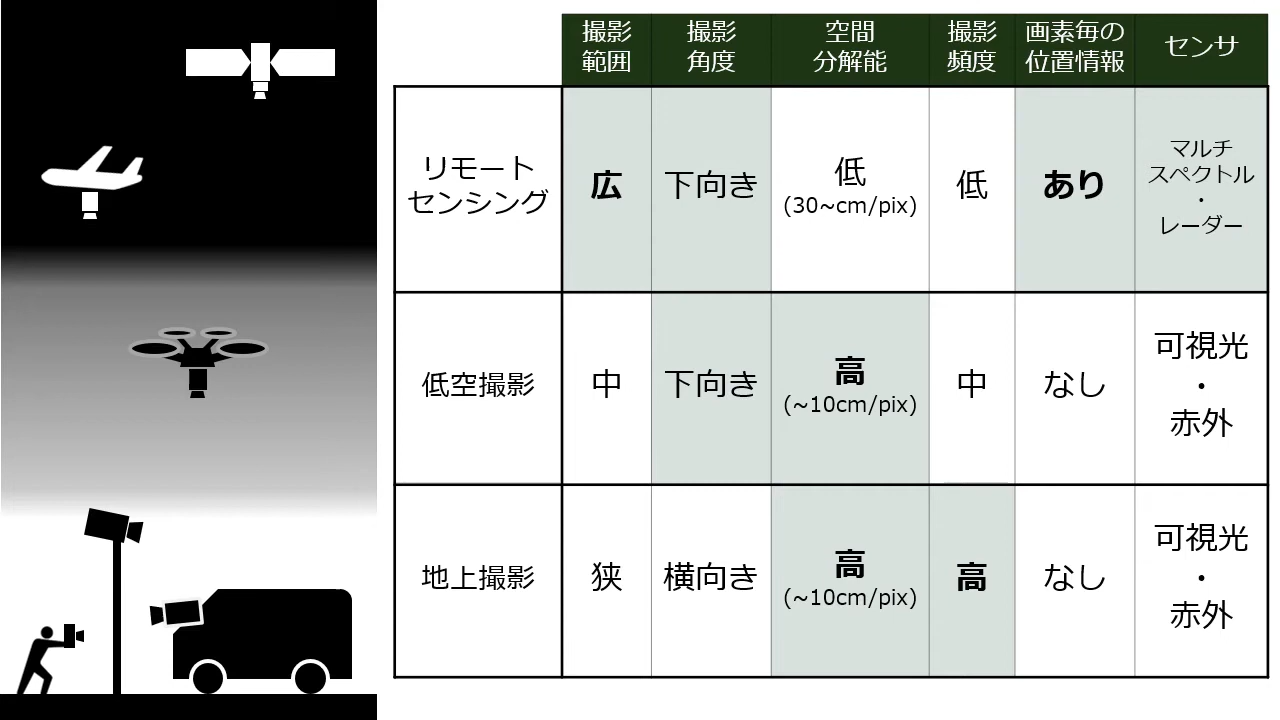 撮影
範囲
撮影
角度
空間
分解能
撮影
頻度
画素毎の
位置情報
センサ
リモート
センシング
広
下向き
低
(30~cm/pix)
低
あり
マルチ
スペクトル
・
レーダー
低空撮影
中
下向き
高
(~10cm/pix)
中
なし
可視光
・
赤外
地上撮影
狭
横向き
高
(~10cm/pix)
高
なし
可視光
・
赤外